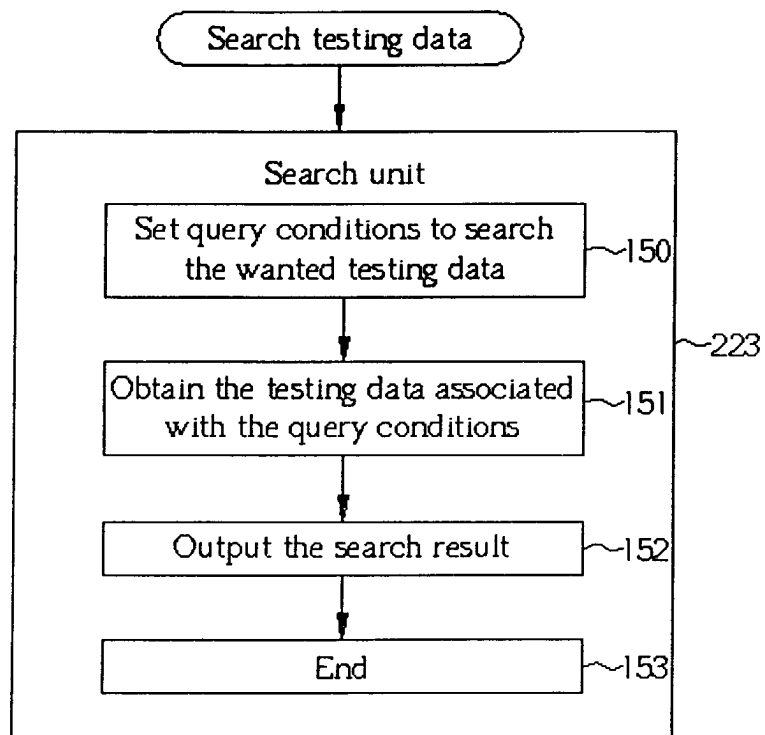 Search testing data
Search unit
Set query conditions to search
the wanted testing data
150
223
Obtain the testing data associated
with the query conditions
151
Output the search result
152
End
153